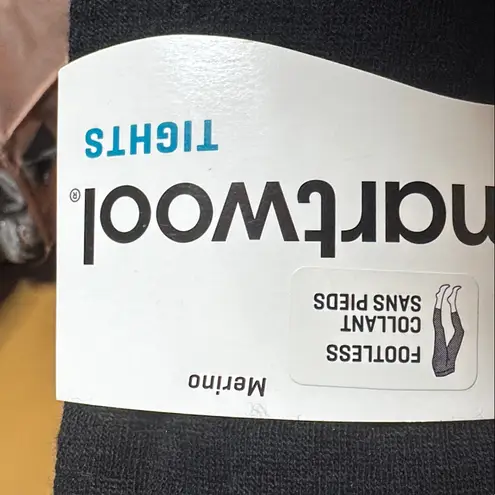 Merino
FOOTLESS
COLLANT
SANS PIEDS
martwool®
TIGHTS